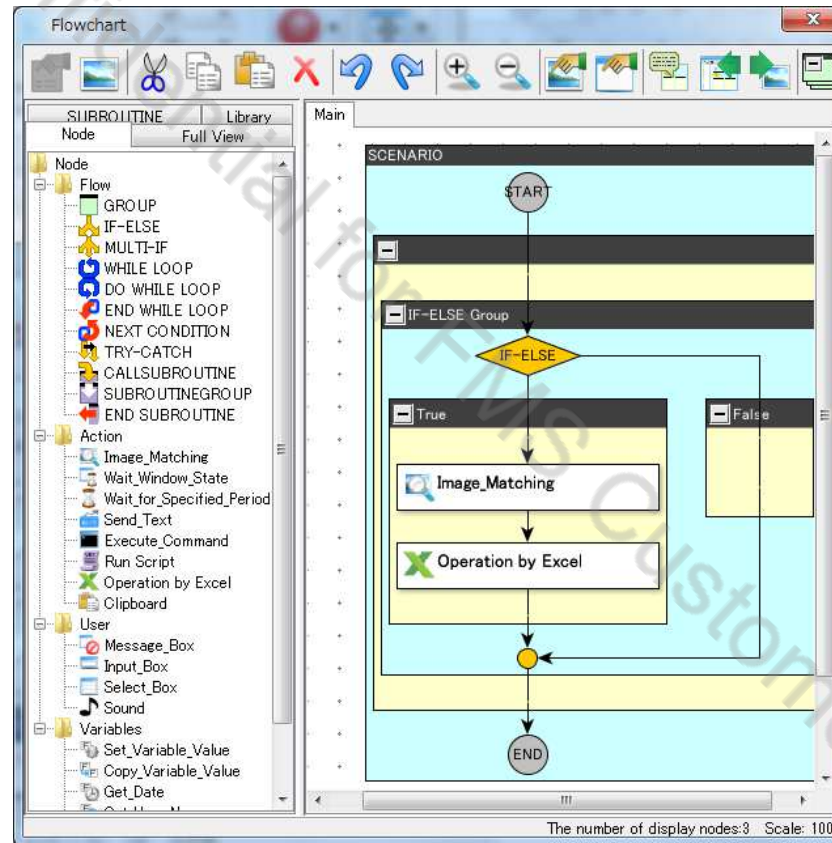 Flowchart
SUBROUTINE Library
Node Full View
Node
Flow
GROUP
IF-ELSE
MULTI-IF
WHILE LOOP
DO WHILE LOOP
END WHILE LOOP
NEXT CONDITION
TRY-CATCH
CALLSUBROUTINE
SUBROUTINEGROUP
END SUBROUTINE
Action
Image_Matching
Wait_Window_State
Wait_for_Specified_Period
Send_Text
Execute_Command
Run Script
Operation by Excel
Clipboard
User
Message_Box
Input_Box
Select_Box
Sound
Variables
Set_Variable_Value
Copy_Variable_Value
Get_Date
Main
SCENARIO
START
IF-ELSE Group
IF-ELSE
True
False
Image_Matching
Operation by Excel
END
The number of display nodes:3 Scale: 100
for FMS Custome